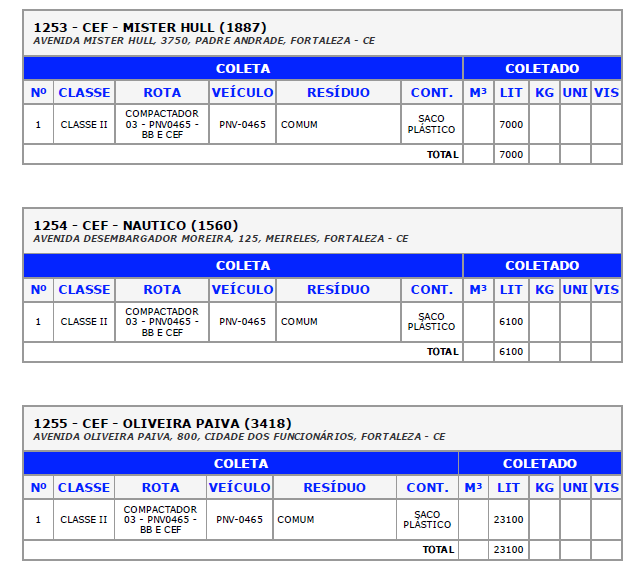 1253 - CEF - MISTER HULL (1887)
AVENIDA MISTER HULL, 3750, PADRE ANDRADE, FORTALEZA - CE
COLETA COLETADO
Nº CLASSE ROTA VEÍCULO RESÍDUO CONT. M³ LIT KG UNI VIS
1 CLASSE II COMPACTADOR 03 - PNV0465 - BB E CEF PNV-0465 COMUM SACO PLÁSTICO 7000
TOTAL 7000
1254 - CEF - NAUTICO (1560)
AVENIDA DESEMBARGADOR MOREIRA, 125, MEIRELES, FORTALEZA - CE
COLETA COLETADO
Nº CLASSE ROTA VEÍCULO RESÍDUO CONT. M³ LIT KG UNI VIS
1 CLASSE II COMPACTADOR 03 - PNV0465 - BB E CEF PNV-0465 COMUM SACO PLÁSTICO 6100
TOTAL 6100
1255 - CEF - OLIVEIRA PAIVA (3418)
AVENIDA OLIVEIRA PAIVA, 800, CIDADE DOS FUNCIONÁRIOS, FORTALEZA - CE
COLETA COLETADO
Nº CLASSE ROTA VEÍCULO RESÍDUO CONT. M³ LIT KG UNI VIS
1 CLASSE II COMPACTADOR 03 - PNV0465 - BB E CEF PNV-0465 COMUM SACO PLÁSTICO 23100
TOTAL 23100